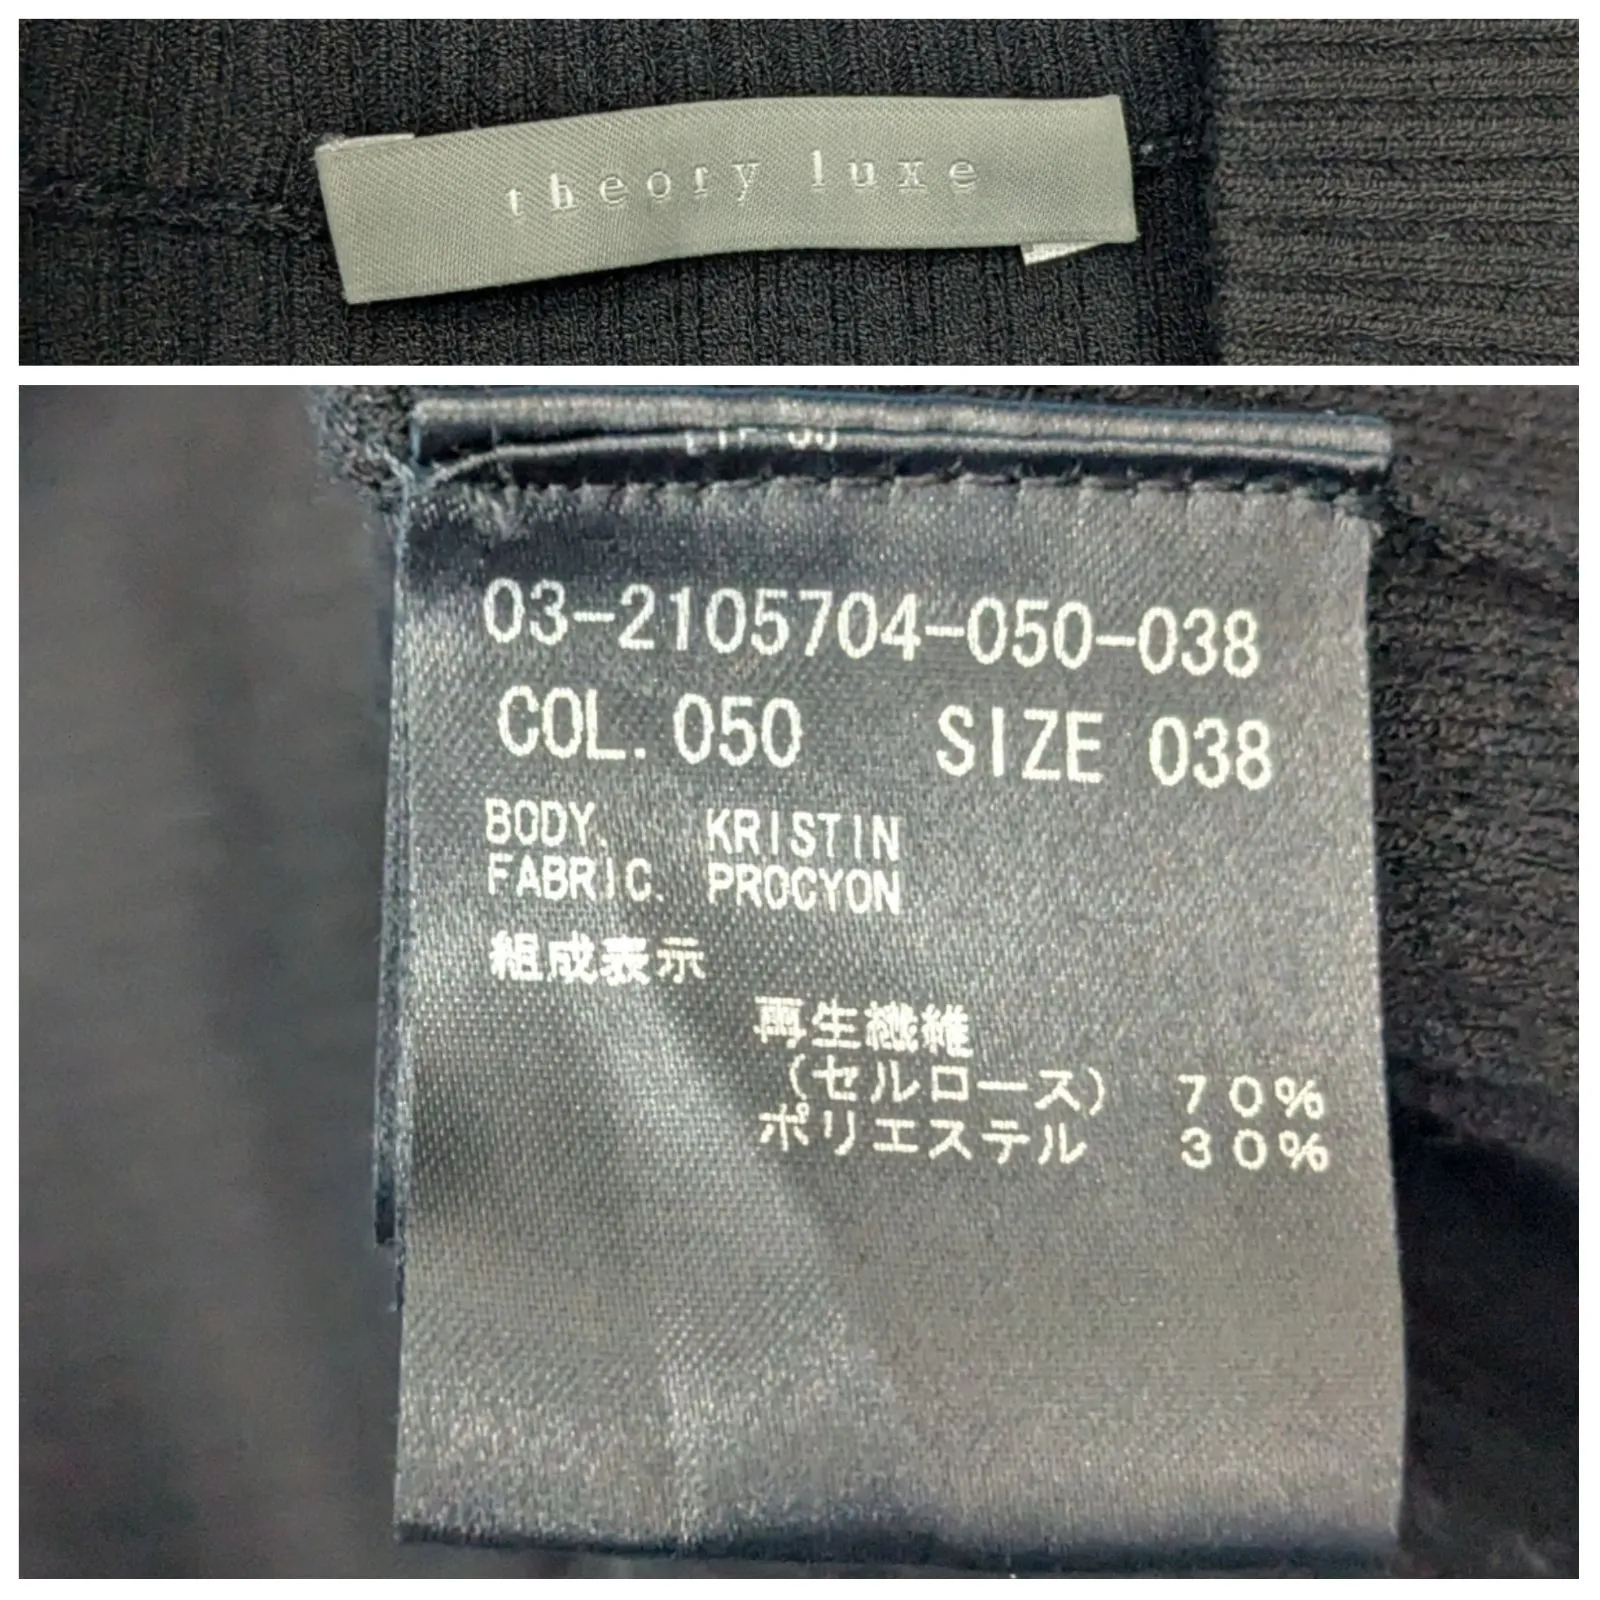 theory luxe
03-2105704-050-038
COL. 050 SIZE 038
BODY. KRISTIN
FABRIC. PROCYON
組成表示
再生繊維
(セルロース) 70%
ポリエステル 30%